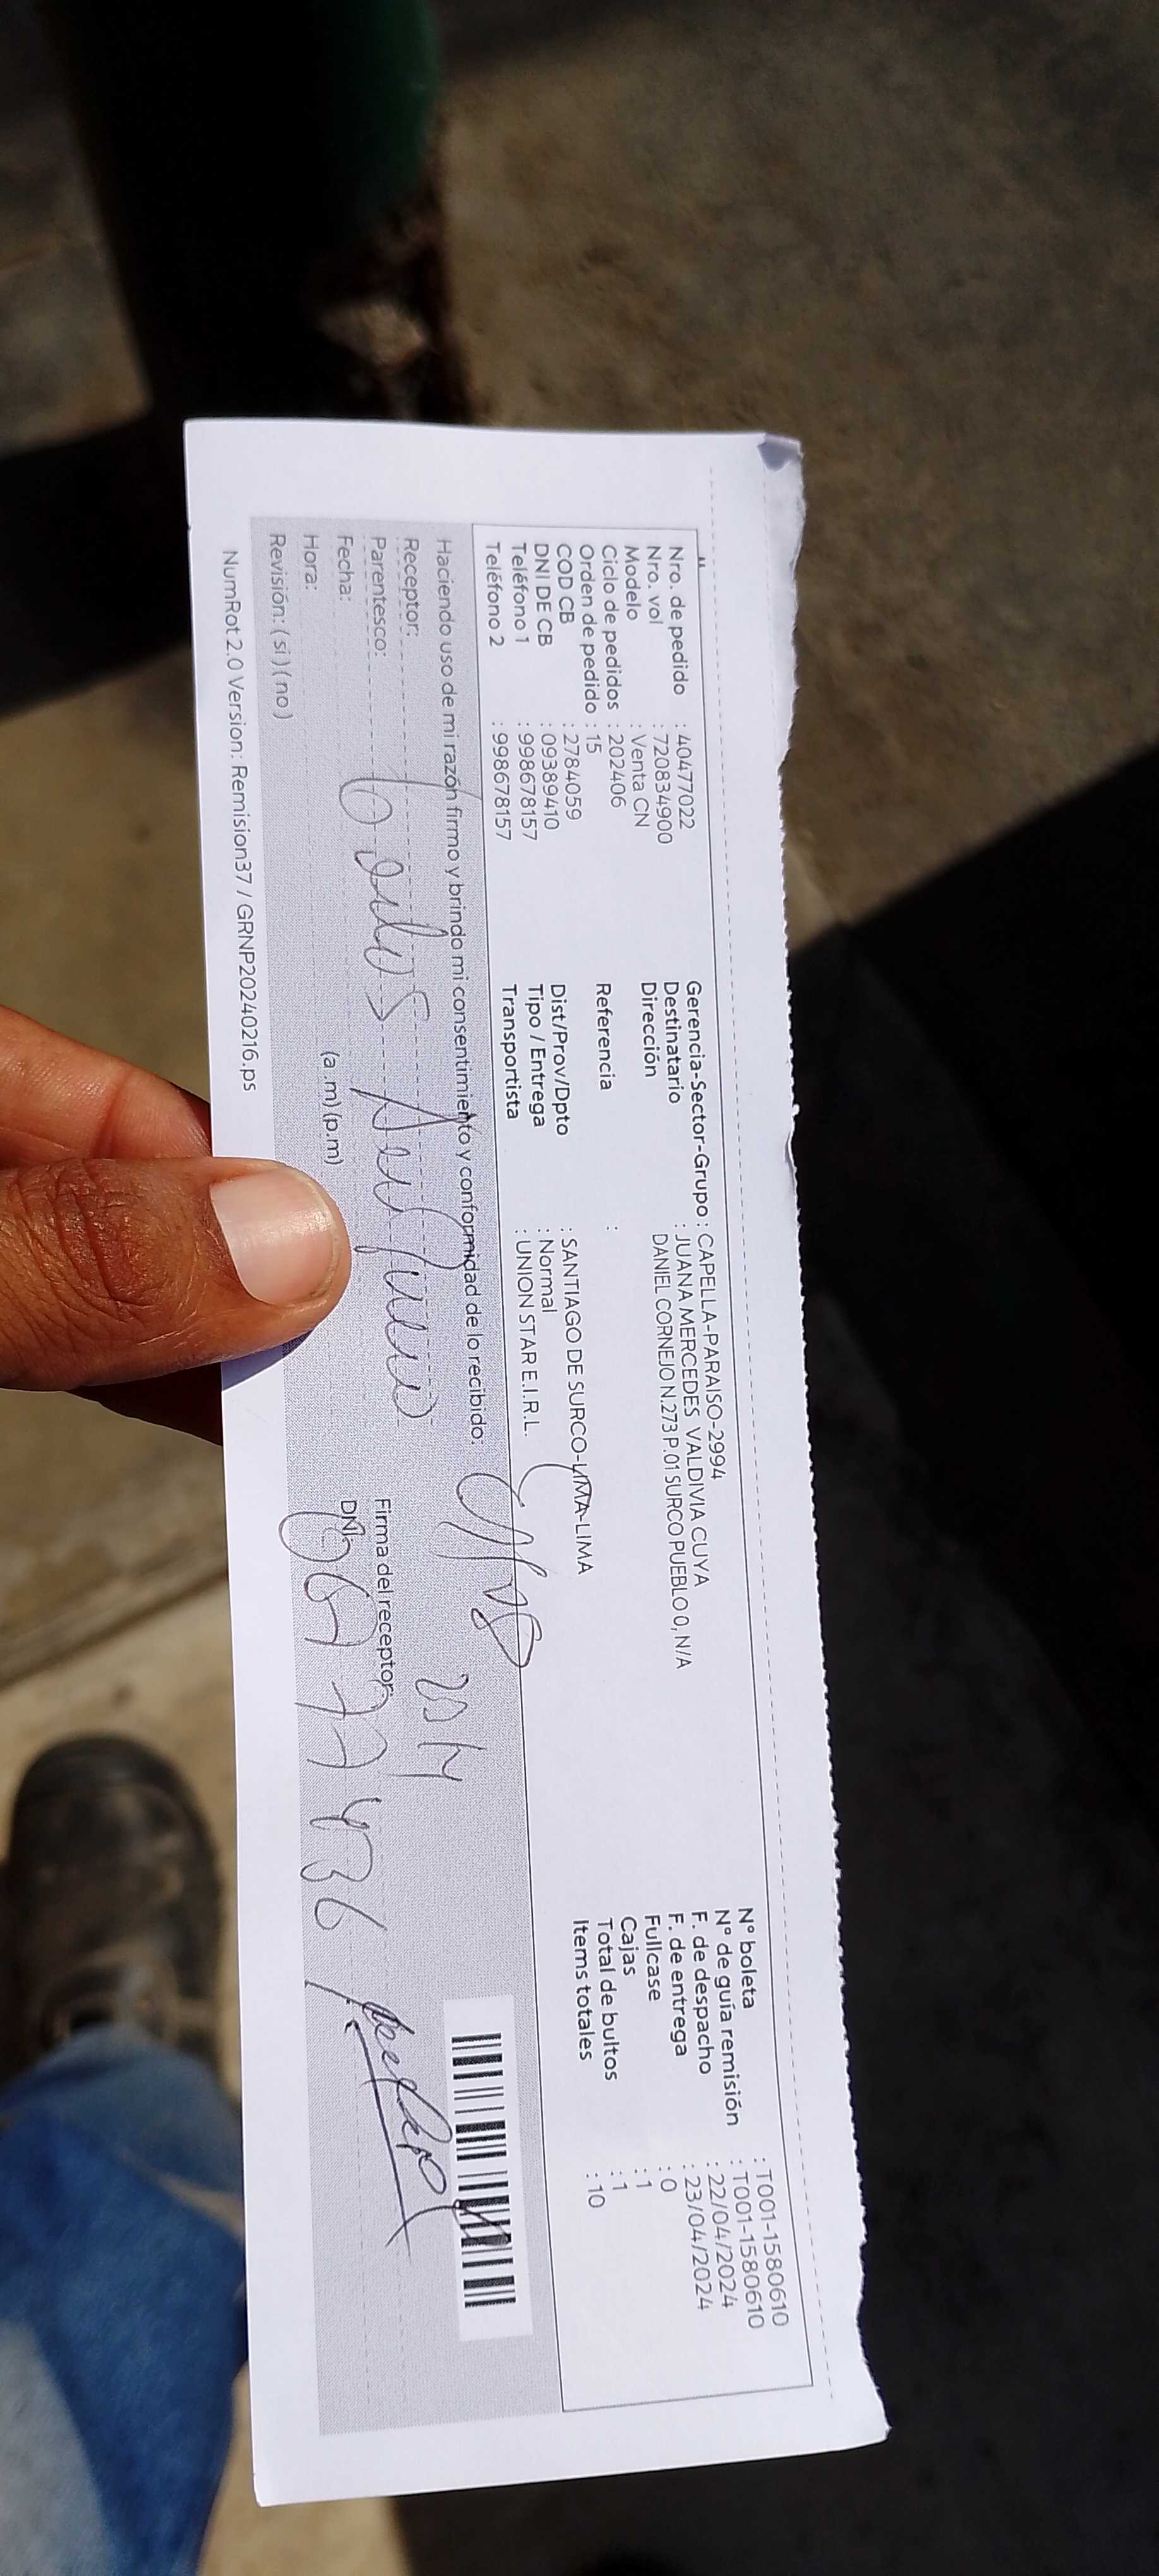 Nro. de pedido : 40477022
Nro. vol : 720834900
Modelo : Venta CN
Ciclo de pedidos : 202406
Orden de pedido : 15
COD CB : 2784059
DNI DE CB : 09389410
Teléfono 1 : 998678157
Teléfono 2 : 998678157
Gerencia-Sector-Grupo : CAPELLA-PARAISO-2994
Destinatario : JUANA MERCEDES VALDIVIA CUYA
Dirección DANIEL CORNEJO N.273 P.01 SURCO PUEBLO 0, N/A
Referencia :
Dist/Prov/Dpto : SANTIAGO DE SURCO-LIMA-LIMA
Tipo / Entrega : Normal
Transportista : UNION STAR E.I.R.L.
N° boleta : T001-1580610
N° de guía remisión : T001-1580610
F. de despacho : 22/04/2024
F. de entrega : 23/04/2024
Fullcase : 0
Cajas : 1
Total de bultos : 1
Items totales : 10
Haciendo uso de mi razón firmo y brindo mi consentimiento y conformidad de lo recibido:
Receptor:
Parentesco:
Fecha:
Hora: (a .m) (p.m)
Revisión: ( si ) ( no )
Firma del receptor:
DNI:
NumRot 2.0 Version: Remision37 / GRNP20240216.ps